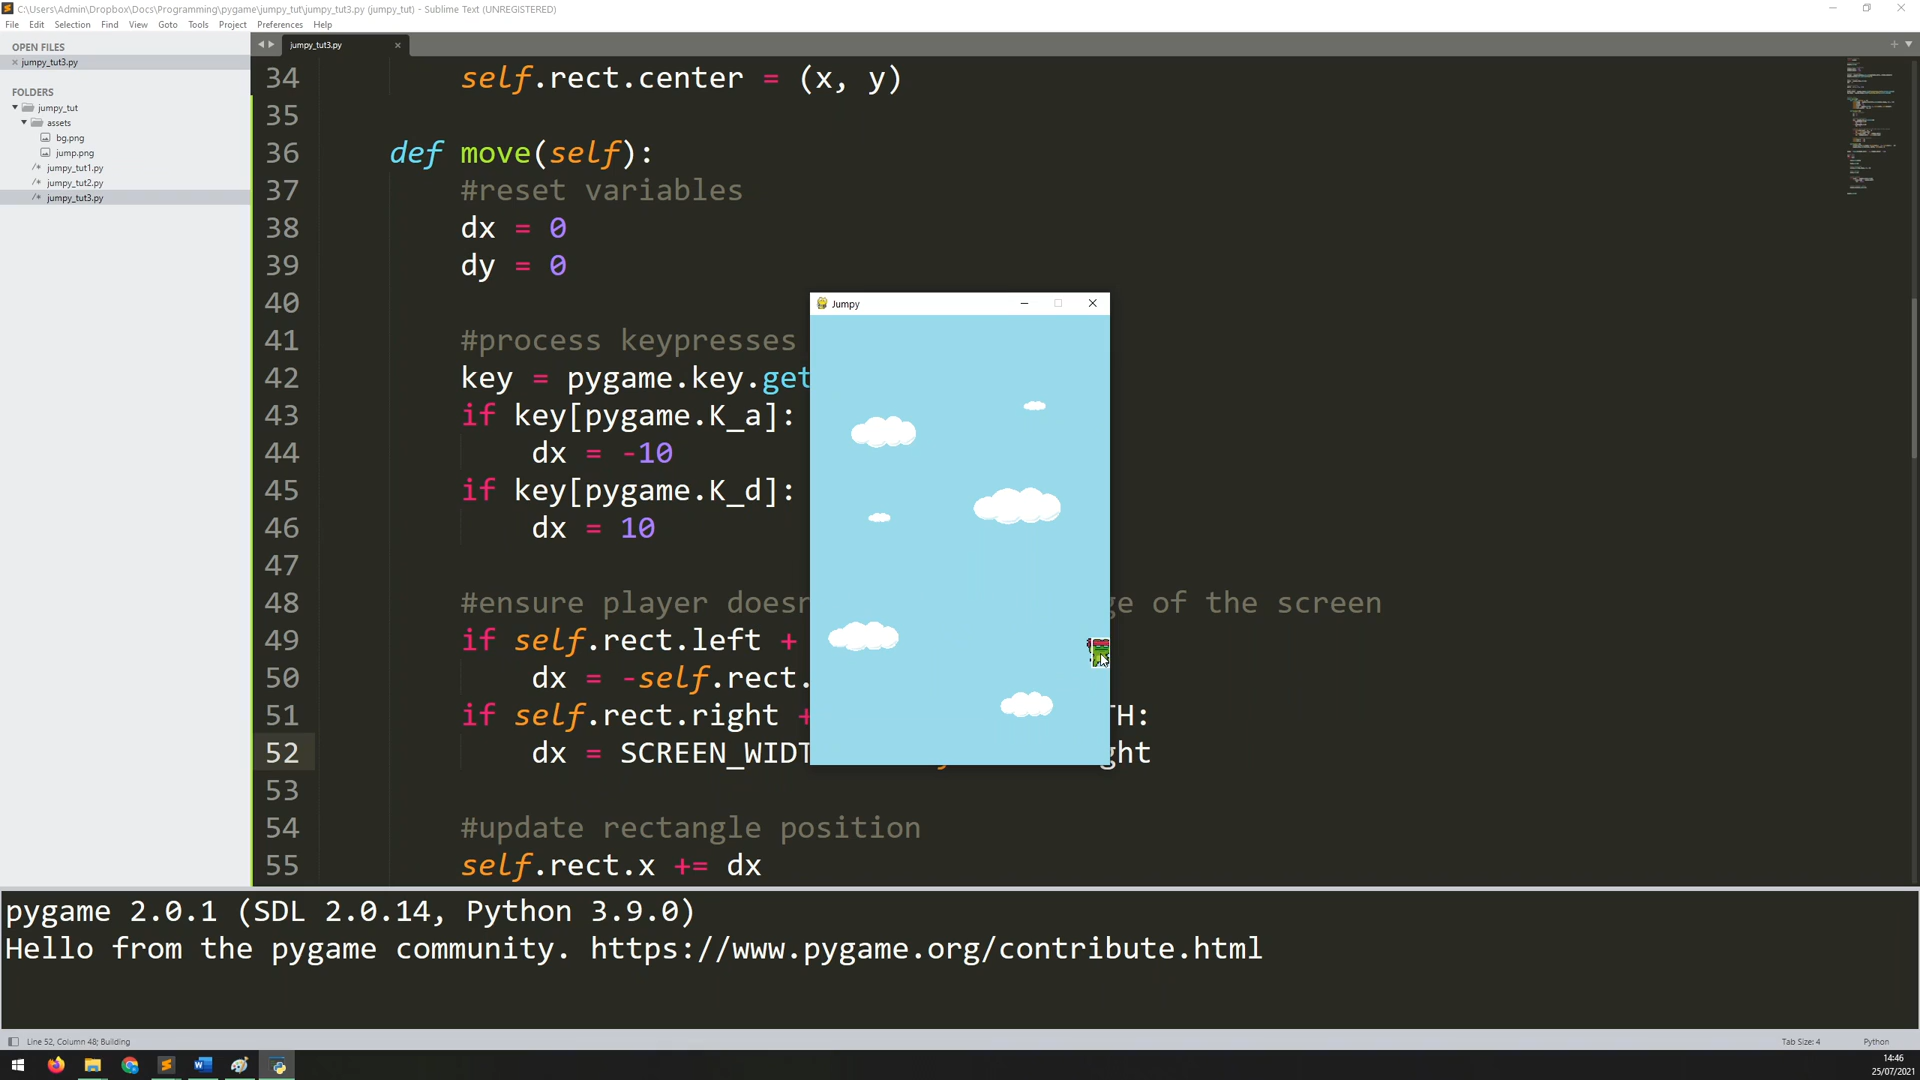 C:\Users\Admin\Dropbox\Docs\Programming\pygame\jumpy_tut\jumpy_tut3.py (jumpy_tut) - Sublime Text (UNREGISTERED)
File Edit Selection Find View Goto Tools Project Preferences Help
OPEN FILES
jumpy_tut3.py
FOLDERS
jumpy_tut
assets
bg.png
jump.png
jumpy_tut1.py
jumpy_tut2.py
jumpy_tut3.py
jumpy_tut3.py
34 self.rect.center = (x, y)
35
36 def move(self):
37 #reset variables
38 dx = 0
39 dy = 0
40
41 #process keypresses
42 key = pygame.key.get
43 if key[pygame.K_a]:
44 dx = -10
45 if key[pygame.K_d]:
46 dx = 10
47
48 #ensure player doesn ge of the screen
49 if self.rect.left +
50 dx = -self.rect.
51 if self.rect.right + TH:
52 dx = SCREEN_WIDT ght
53
54 #update rectangle position
55 self.rect.x += dx
Jumpy
pygame 2.0.1 (SDL 2.0.14, Python 3.9.0)
Hello from the pygame community. https://www.pygame.org/contribute.html
Line 52, Column 48; Building
Tab Size: 4
Python
14:46
25/07/2021